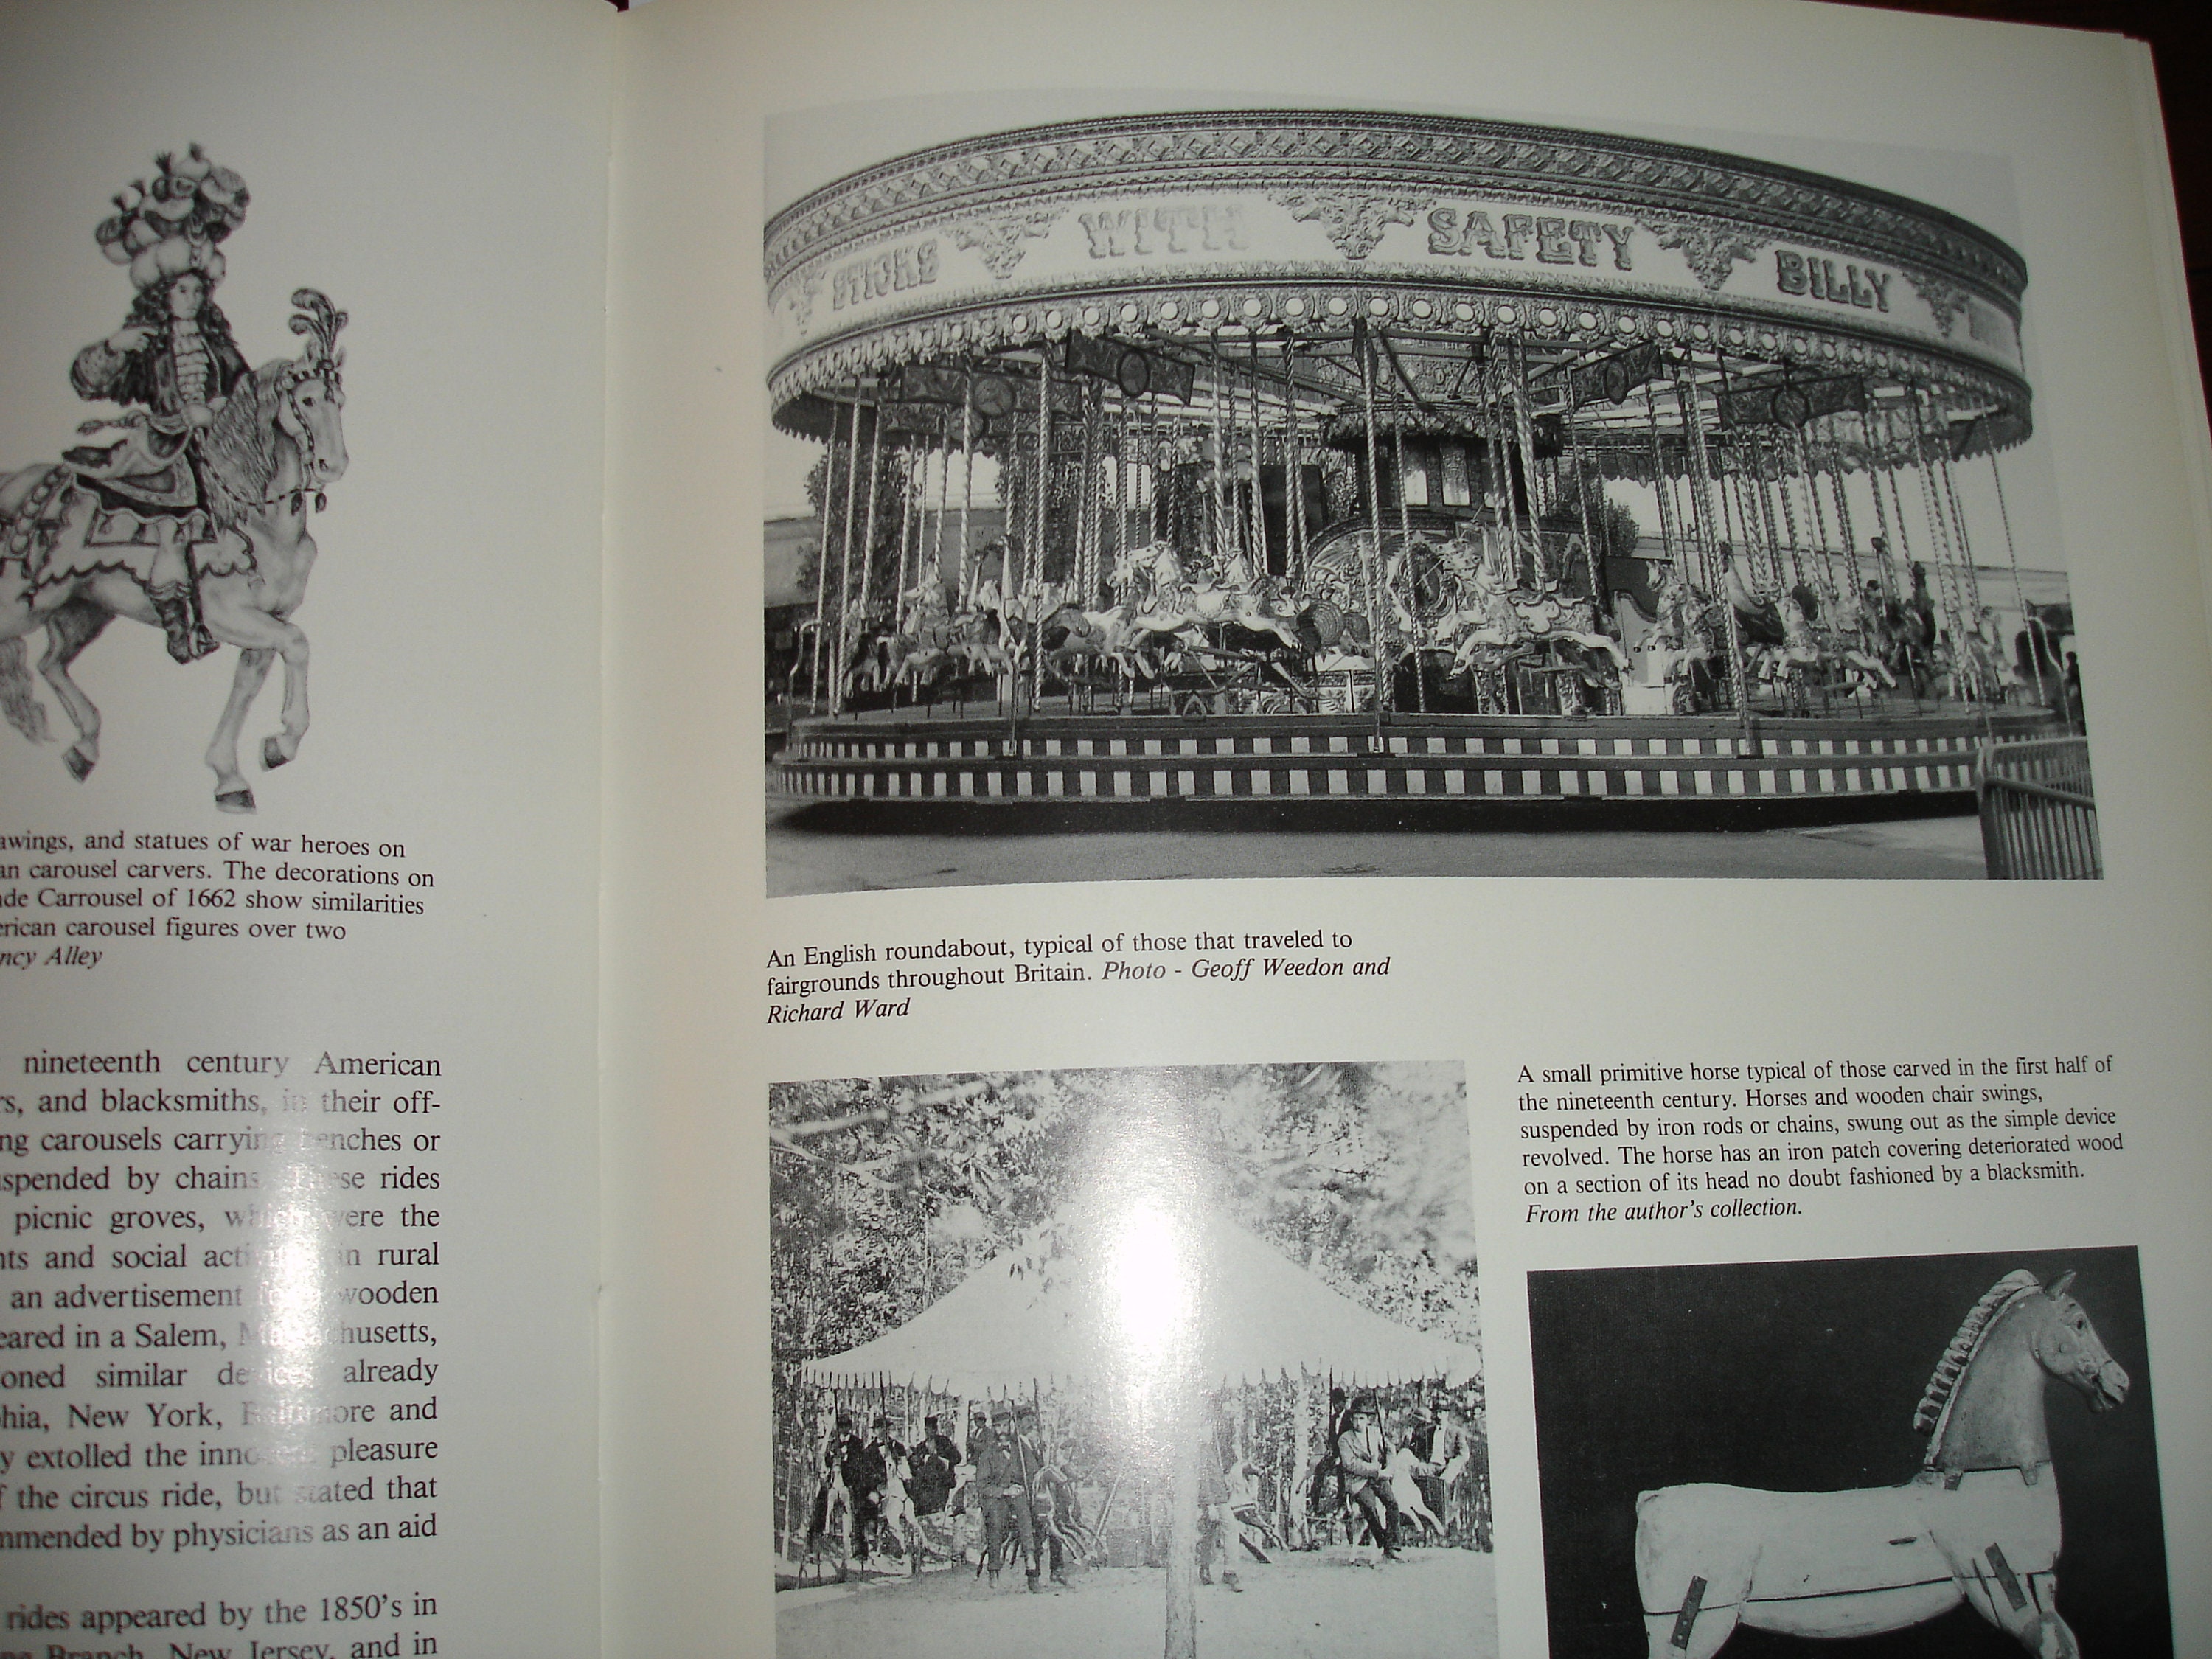 awings, and statues of war heroes on
an carousel carvers. The decorations on
de Carrousel of 1662 show similarities
erican carousel figures over two
ncy Alley
nineteenth century American
rs, and blacksmiths, in their off-
ng carousels carrying benches or
spended by chains. These rides
picnic groves, which were the
nts and social activities in rural
an advertisement wooden
eared in a Salem, Massachusetts,
oned similar devices already
hia, New York, Baltimore and
y extolled the innocent pleasure
f the circus ride, but stated that
mmended by physicians as an aid
rides appeared by the 1850's in
Branch, New Jersey, and in
STICKS WITH SAFETY BILLY
An English roundabout, typical of those that traveled to
fairgrounds throughout Britain. Photo - Geoff Weedon and
Richard Ward
A small primitive horse typical of those carved in the first half of
the nineteenth century. Horses and wooden chair swings,
suspended by iron rods or chains, swung out as the simple device
revolved. The horse has an iron patch covering deteriorated wood
on a section of its head no doubt fashioned by a blacksmith.
From the author's collection.